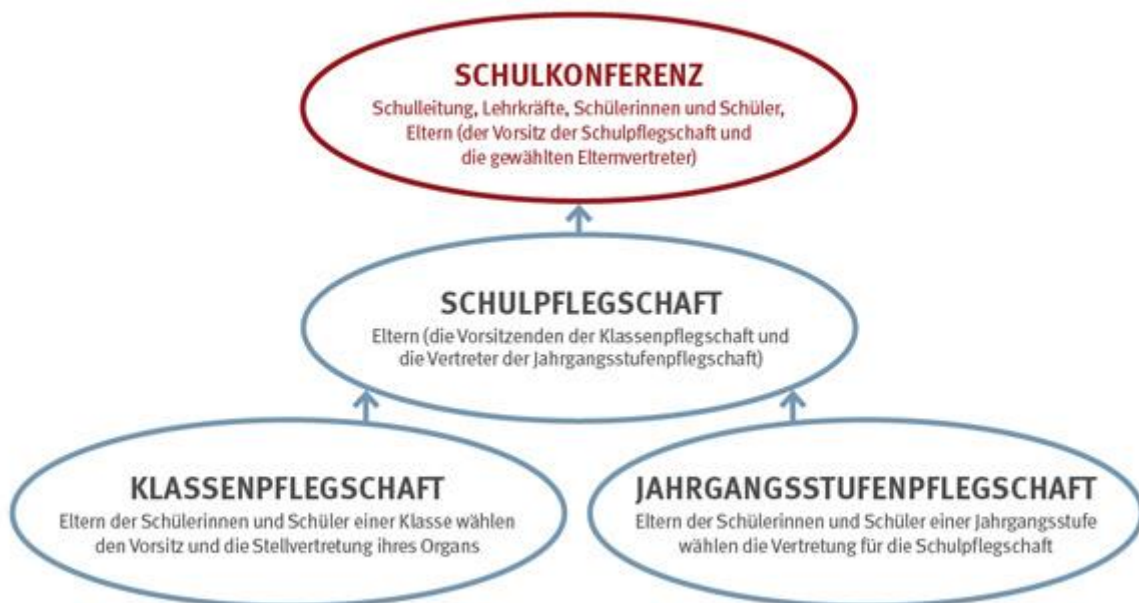 SCHULKONFERENZ
Schulleitung, Lehrkräfte, Schülerinnen und Schüler,
Eltern (der Vorsitz der Schulpflegschaft und
die gewählten Elternvertreter)
SCHULPFLEGSCHAFT
Eltern (die Vorsitzenden der Klassenpflegschaft und
die Vertreter der Jahrgangsstufenpflegschaft)
KLASSENPFLEGSCHAFT
Eltern der Schülerinnen und Schüler einer Klasse wählen
den Vorsitz und die Stellvertretung ihres Organs
JAHRGANGSSTUFENPFLEGSCHAFT
Eltern der Schülerinnen und Schüler einer Jahrgangsstufe
wählen die Vertretung für die Schulpflegschaft